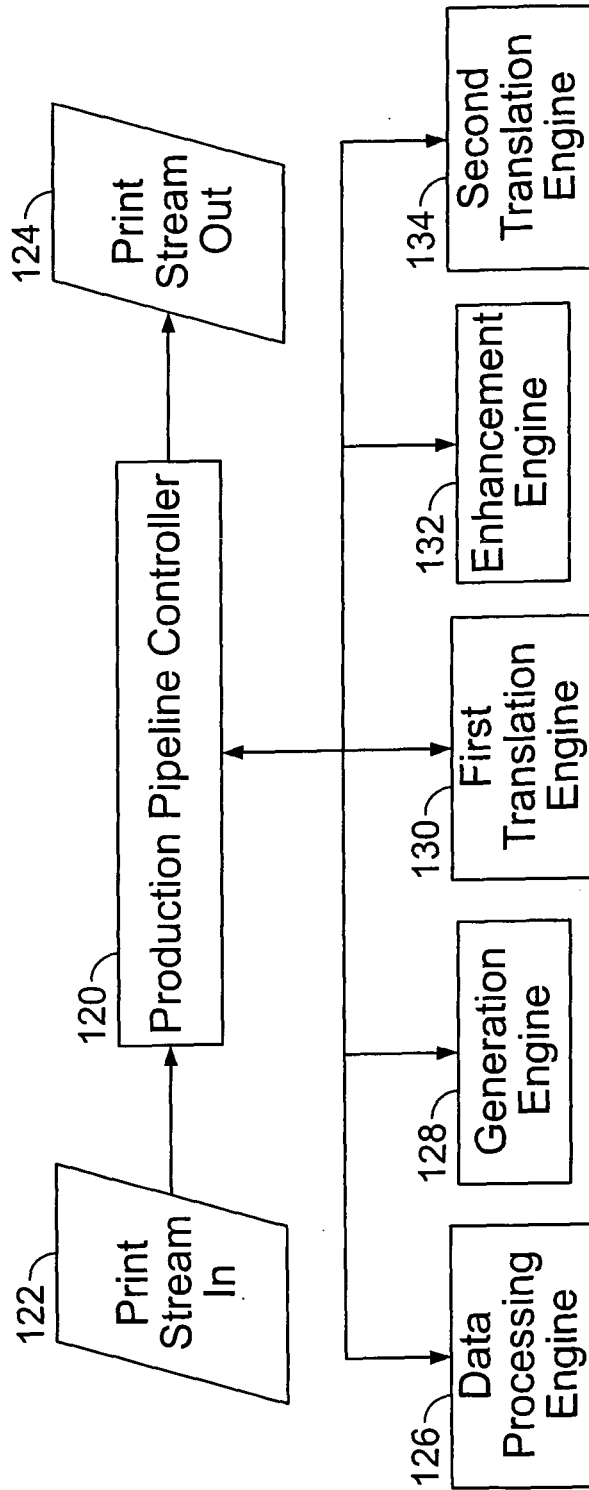 122
Print
Stream
In
120
Production Pipeline Controller
124
Print
Stream
Out
126
Data
Processing
Engine
128
Generation
Engine
130
First
Translation
Engine
132
Enhancement
Engine
134
Second
Translation
Engine